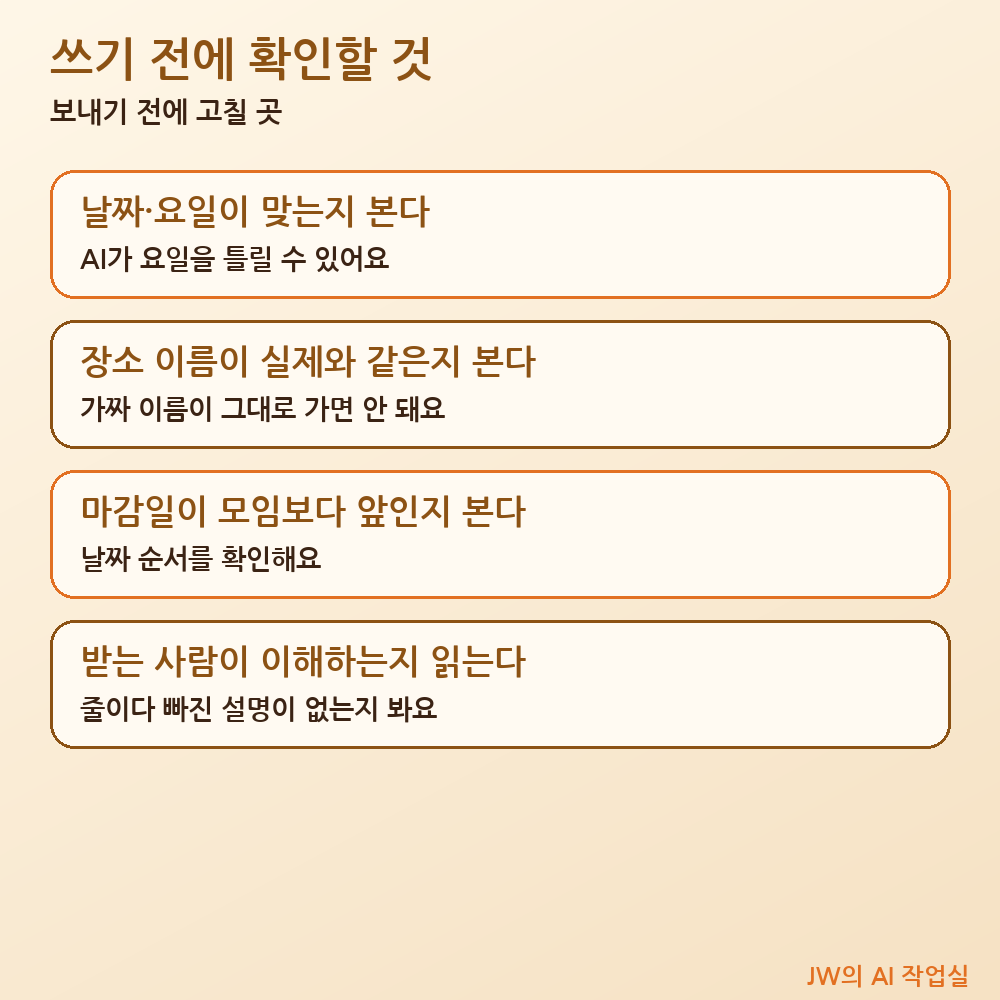 쓰기 전에 확인할 것
보내기 전에 고칠 곳
날짜·요일이 맞는지 본다
AI가 요일을 틀릴 수 있어요
장소 이름이 실제와 같은지 본다
가짜 이름이 그대로 가면 안 돼요
마감일이 모임보다 앞인지 본다
날짜 순서를 확인해요
받는 사람이 이해하는지 읽는다
줄이다 빠진 설명이 없는지 봐요
JW의 AI 작업실